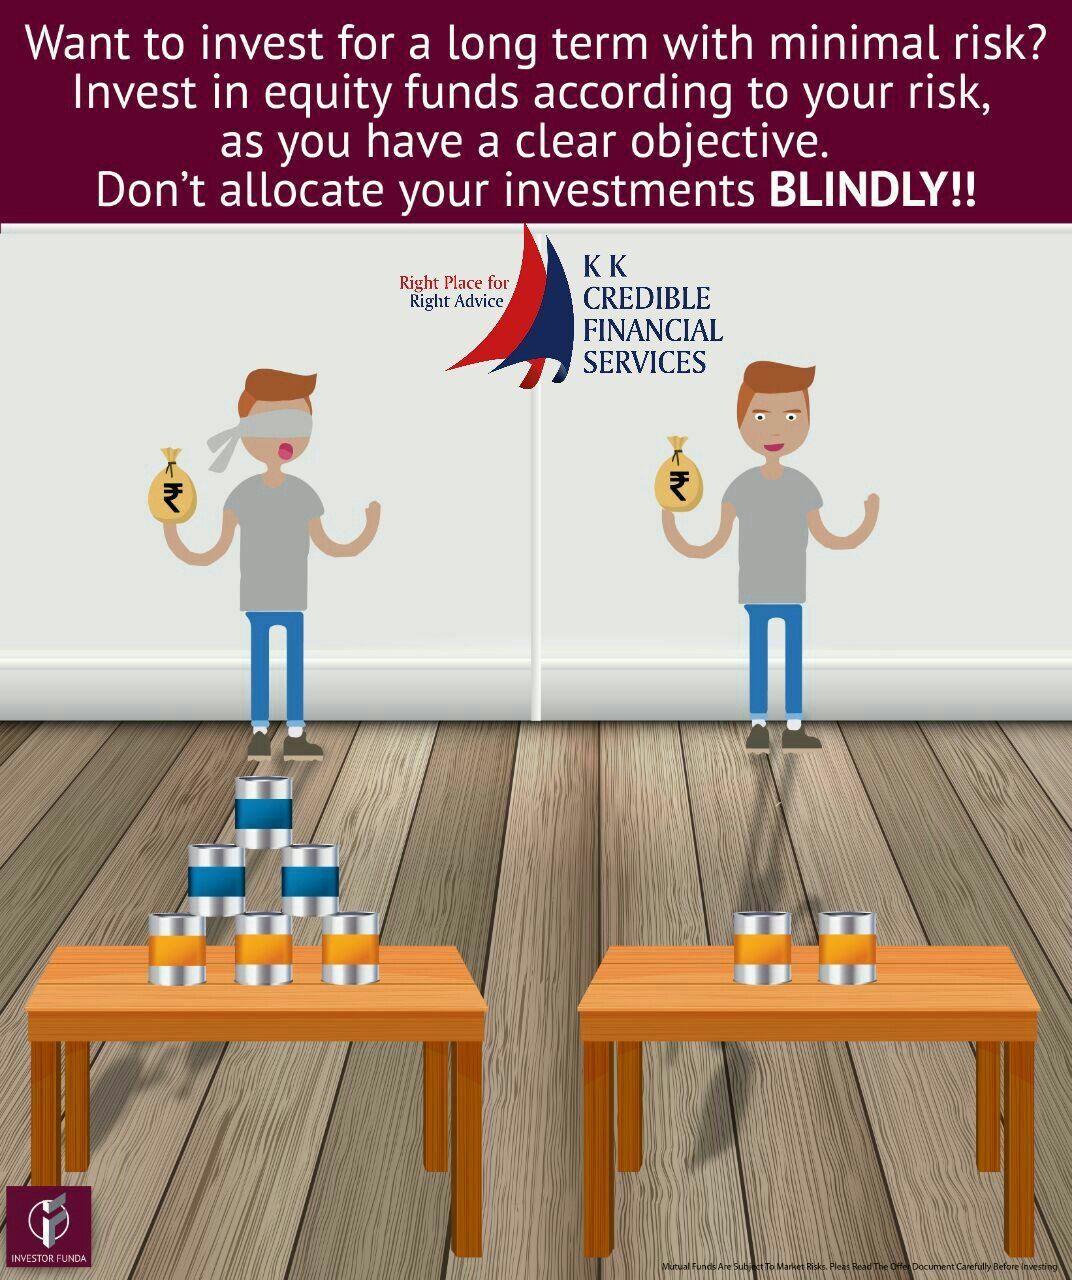 Want to invest for a long term with minimal risk?
Invest in equity funds according to your risk,
as you have a clear objective.
Don't allocate your investments BLINDLY!!
Right Place for
Right Advice
K K
CREDIBLE
FINANCIAL
SERVICES
₹
₹
INVESTOR FUNDA
Mutual Funds Are Subject To Market Risks. Pleas Read The Offer Document Carefully Before Investing